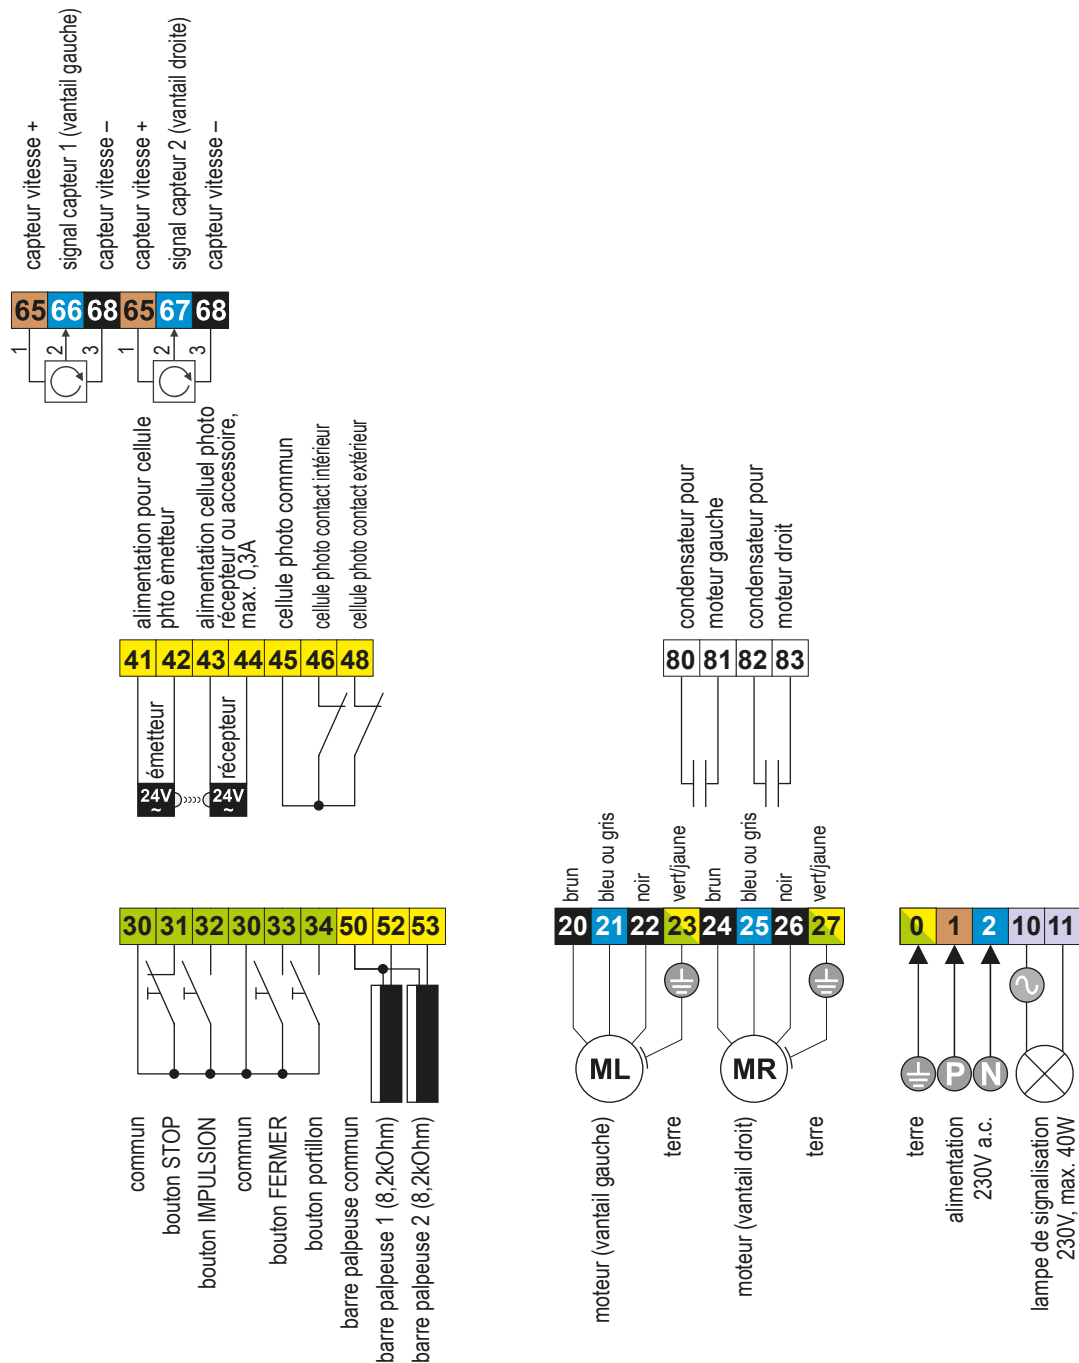 capteur vitesse +
signal capteur 1 (vantail gauche)
capteur vitesse –
capteur vitesse +
signal capteur 2 (vantail droite)
capteur vitesse –
65 66 68 65 67 68
1 2 3 1 2 3
alimentation pour cellule
phto èmetteur
alimentation celluel photo
récepteur ou accessoire,
max. 0,3A
cellule photo commun
cellule photo contact intérieur
cellule photo contact extérieur
41 42 43 44 45 46 48
émetteur
récepteur
24V
~
24V
~
condensateur pour
moteur gauche
condensateur pour
moteur droit
80 81 82 83
30 31 32 30 33 34 50 52 53
commun
bouton STOP
bouton IMPULSION
commun
bouton FERMER
bouton portillon
barre palpeuse commun
barre palpeuse 1 (8,2kOhm)
barre palpeuse 2 (8,2kOhm)
brun
bleu ou gris
noir
vert/jaune
brun
bleu ou gris
noir
vert/jaune
20 21 22 23 24 25 26 27
ML
MR
moteur (vantail gauche)
terre
moteur (vantail droit)
terre
0 1 2 10 11
P N
terre
alimentation
230V a.c.
lampe de signalisation
230V, max. 40W